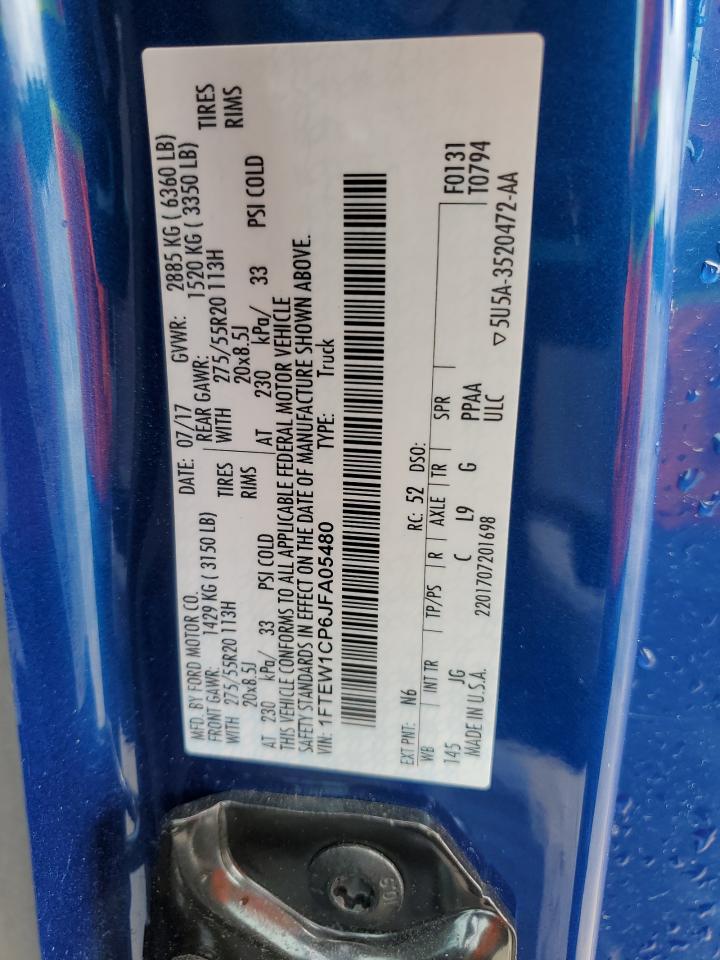 MFD. BY FORD MOTOR CO.
DATE: 07/17 GVWR: 2885 KG ( 6360 LB)
FRONT GAWR: 1429 KG ( 3150 LB)
REAR GAWR: 1520 KG ( 3350 LB)
WITH 275/55R20 113H TIRES
WITH 275/55R20 113H TIRES
20x8.5J RIMS
20x8.5J RIMS
AT 230 kPa/ 33 PSI COLD
AT 230 kPa/ 33 PSI COLD
THIS VEHICLE CONFORMS TO ALL APPLICABLE FEDERAL MOTOR VEHICLE
SAFETY STANDARDS IN EFFECT ON THE DATE OF MANUFACTURE SHOWN ABOVE.
VIN: 1FTEW1CP6JFA05480 TYPE: Truck
F0131
T0794
EXT PNT: N6 RC: 52 DSO:
WB INT TR TP/PS R AXLE TR SPR
145 JG C L9 G PPAA
ULC
MADE IN U.S.A. 2201707201698
▽5U5A-3520472-AA
10.9